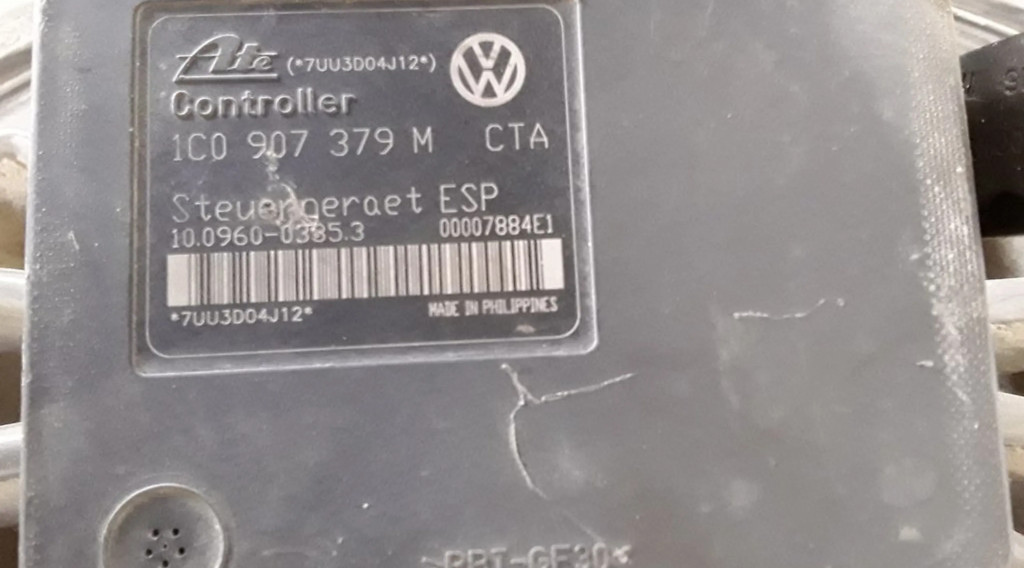 Ate (*7UU3D04J12*)
Controller
1C0 907 379 M CTA
Steuergeraet ESP
10.0960-0385.3 00007884E1
*7UU3D04J12* MADE IN PHILIPPINES